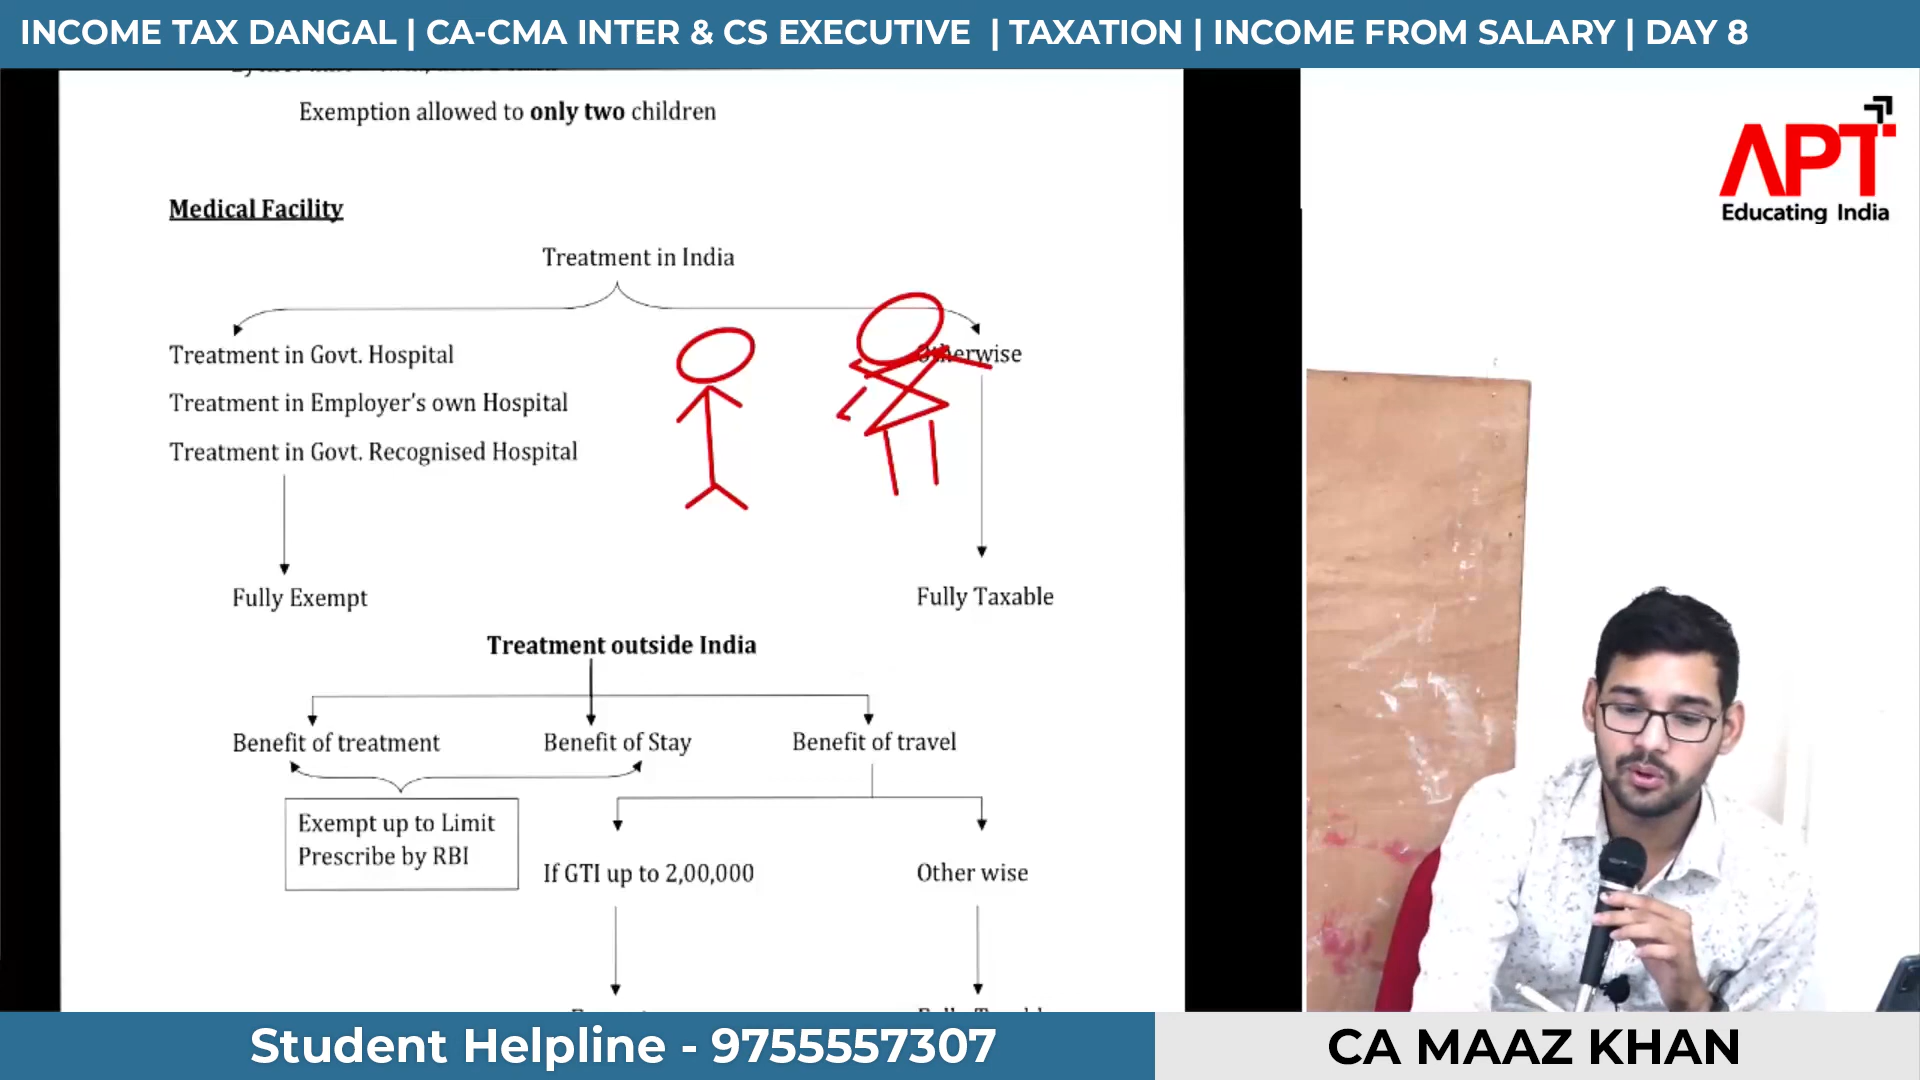 INCOME TAX DANGAL | CA-CMA INTER & CS EXECUTIVE | TAXATION | INCOME FROM SALARY | DAY 8
Exemption allowed to only two children
APT
Educating India
Medical Facility
Treatment in India
Treatment in Govt. Hospital
Otherwise
Treatment in Employer's own Hospital
Treatment in Govt. Recognised Hospital
Fully Exempt
Fully Taxable
Treatment outside India
Benefit of treatment
Benefit of Stay
Benefit of travel
Exempt up to Limit
Prescribe by RBI
If GTI up to 2,00,000
Other wise
Student Helpline - 9755557307
CA MAAZ KHAN